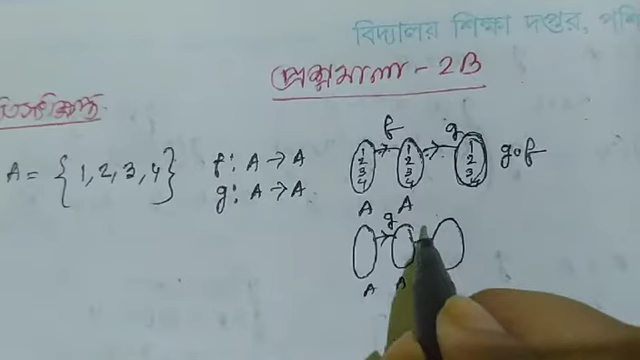 বিদ্যালয় শিক্ষা দপ্তর, পশ্চি
প্রশ্নমালা - 2B
A = {1, 2, 3, 4} f: A → A
g: A → A
f g
1 1 1
2 2 2
3 3 3
4 4 4
g∘f
A A
g
A A